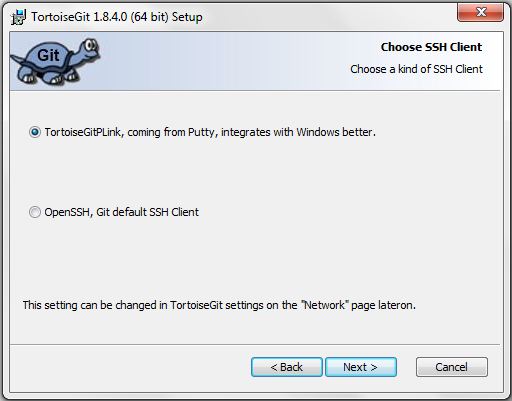 TortoiseGit 1.8.4.0 (64 bit) Setup
Git
Choose SSH Client
Choose a kind of SSH Client
TortoiseGitPLink, coming from Putty, integrates with Windows better.
OpenSSH, Git default SSH Client
This setting can be changed in TortoiseGit settings on the "Network" page lateron.
< Back
Next >
Cancel